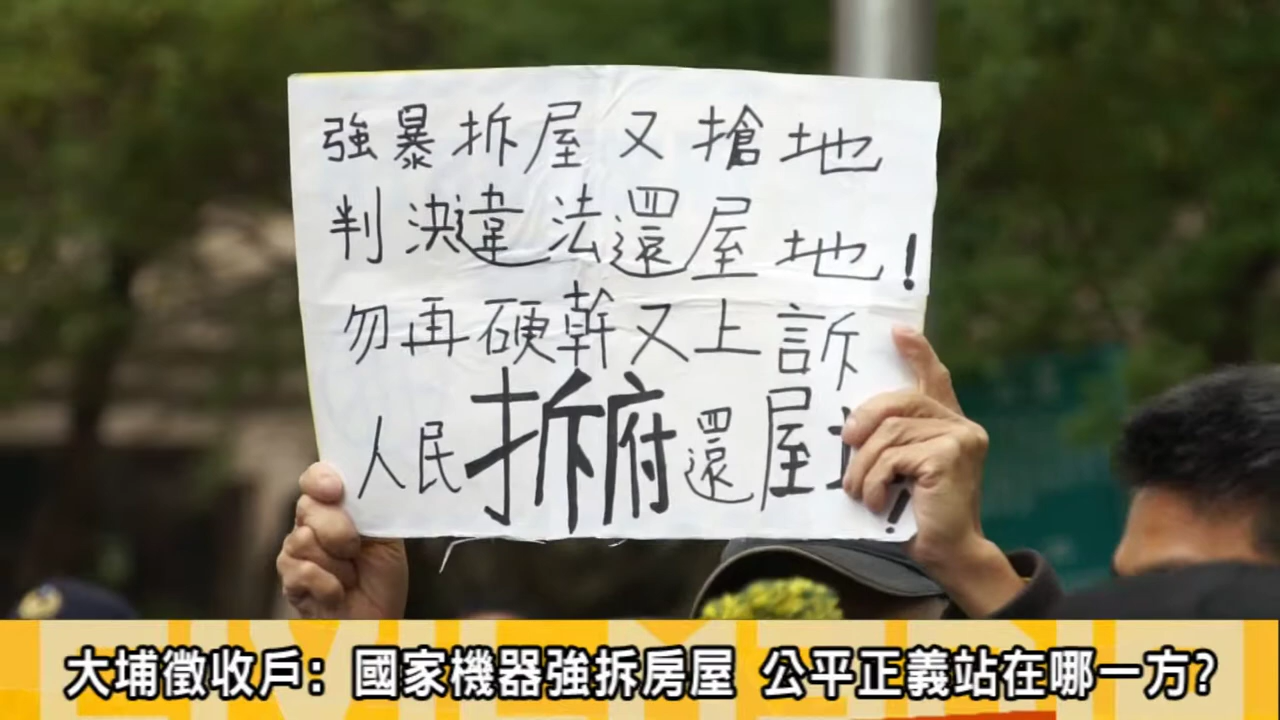 強暴拆屋又搶地
判決違法還屋地!
勿再硬幹又上訴
人民拆府還屋!
大埔徵收戶：國家機器強拆房屋 公平正義站在哪一方?